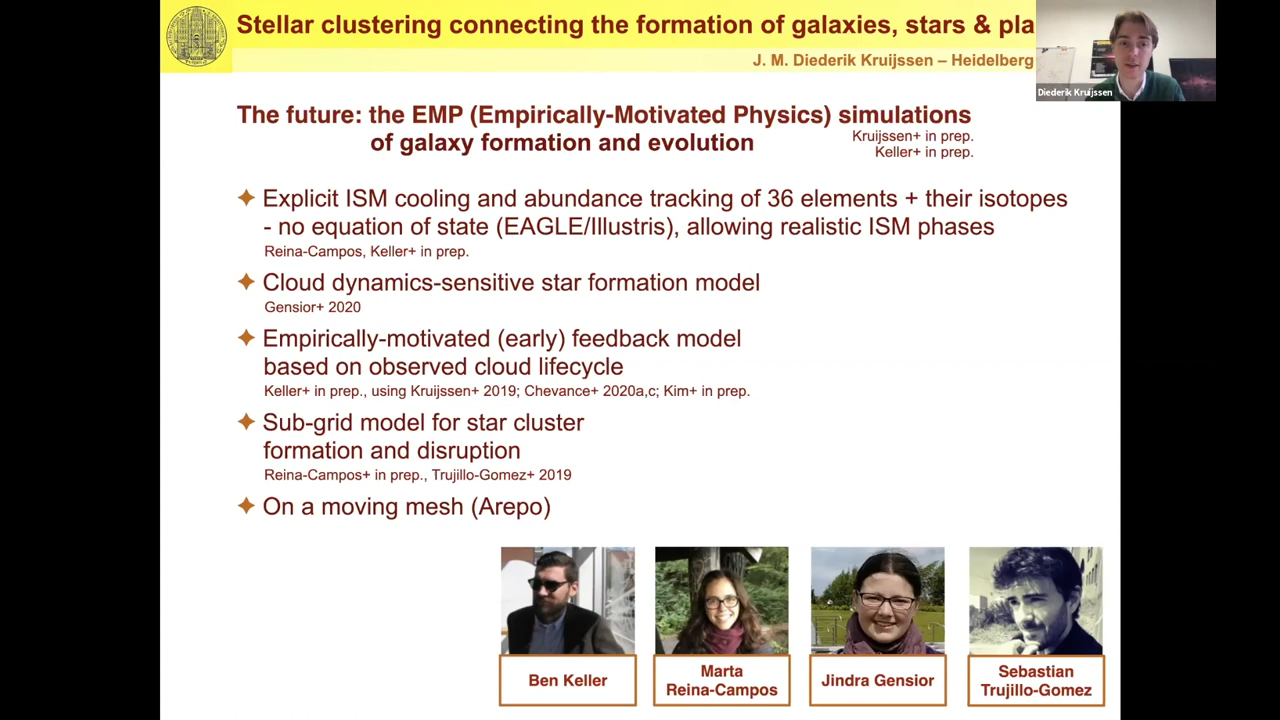 Stellar clustering connecting the formation of galaxies, stars & pla
J. M. Diederik Kruijssen – Heidelberg
Diederik Kruijssen
The future: the EMP (Empirically-Motivated Physics) simulations
of galaxy formation and evolution
Kruijssen+ in prep.
Keller+ in prep.
✦ Explicit ISM cooling and abundance tracking of 36 elements + their isotopes
- no equation of state (EAGLE/Illustris), allowing realistic ISM phases
Reina-Campos, Keller+ in prep.
✦ Cloud dynamics-sensitive star formation model
Gensior+ 2020
✦ Empirically-motivated (early) feedback model
based on observed cloud lifecycle
Keller+ in prep., using Kruijssen+ 2019; Chevance+ 2020a,c; Kim+ in prep.
✦ Sub-grid model for star cluster
formation and disruption
Reina-Campos+ in prep., Trujillo-Gomez+ 2019
✦ On a moving mesh (Arepo)
Ben Keller
Marta
Reina-Campos
Jindra Gensior
Sebastian
Trujillo-Gomez